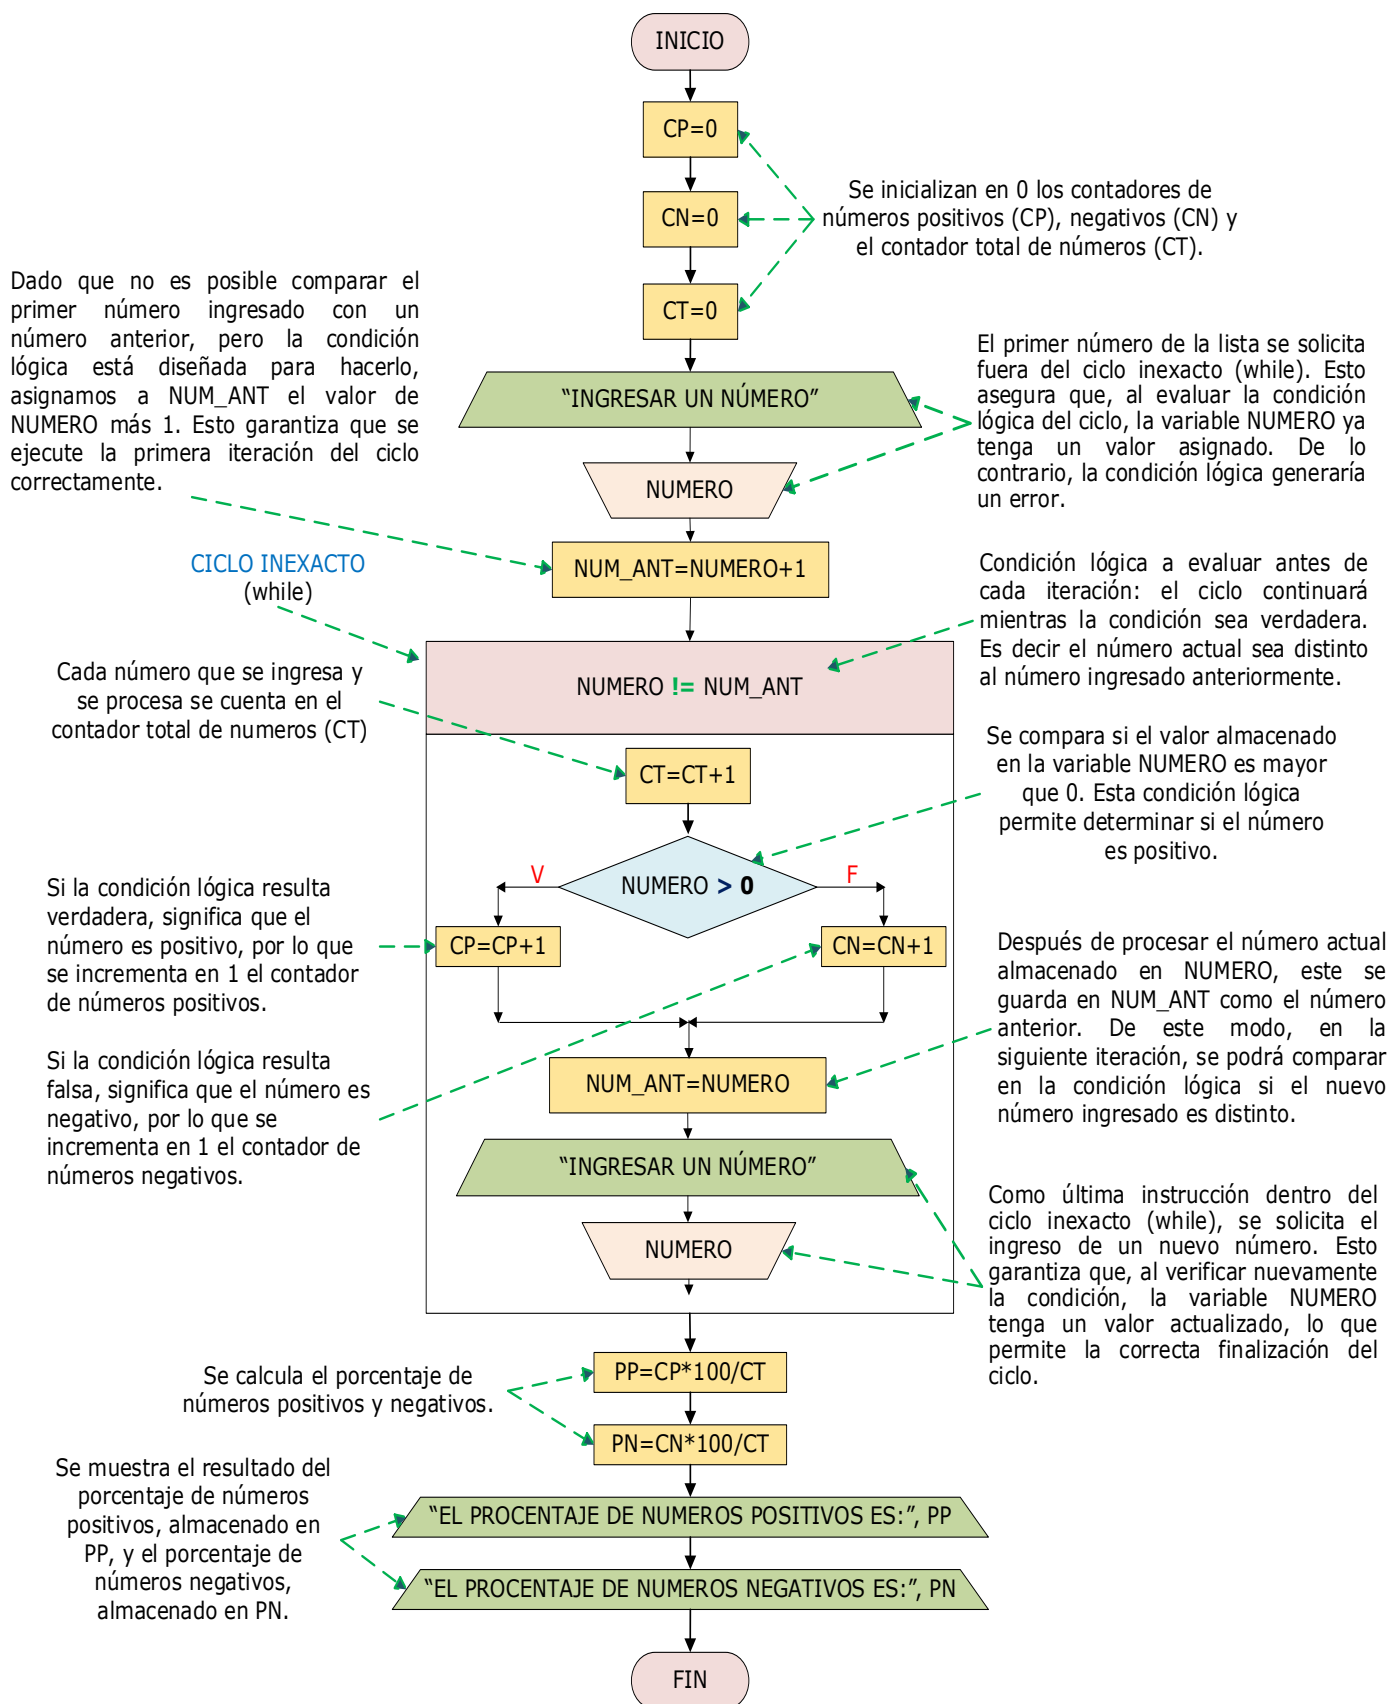 INICIO
CP=0
CN=0
CT=0
Se inicializan en 0 los contadores de
números positivos (CP), negativos (CN) y
el contador total de números (CT).
Dado que no es posible comparar el
primer número ingresado con un
número anterior, pero la condición
lógica está diseñada para hacerlo,
asignamos a NUM_ANT el valor de
NUMERO más 1. Esto garantiza que se
ejecute la primera iteración del ciclo
correctamente.
"INGRESAR UN NÚMERO"
NUMERO
El primer número de la lista se solicita
fuera del ciclo inexacto (while). Esto
asegura que, al evaluar la condición
lógica del ciclo, la variable NUMERO ya
tenga un valor asignado. De lo
contrario, la condición lógica generaría
un error.
NUM_ANT=NUMERO+1
CICLO INEXACTO
(while)
Condición lógica a evaluar antes de
cada iteración: el ciclo continuará
mientras la condición sea verdadera.
Es decir el número actual sea distinto
al número ingresado anteriormente.
NUMERO != NUM_ANT
Cada número que se ingresa y
se procesa se cuenta en el
contador total de numeros (CT)
CT=CT+1
Se compara si el valor almacenado
en la variable NUMERO es mayor
que 0. Esta condición lógica
permite determinar si el número
es positivo.
NUMERO > 0
V
F
CP=CP+1
CN=CN+1
Si la condición lógica resulta
verdadera, significa que el
número es positivo, por lo que
se incrementa en 1 el contador
de números positivos.
Si la condición lógica resulta
falsa, significa que el número es
negativo, por lo que se
incrementa en 1 el contador de
números negativos.
Después de procesar el número actual
almacenado en NUMERO, este se
guarda en NUM_ANT como el número
anterior. De este modo, en la
siguiente iteración, se podrá comparar
en la condición lógica si el nuevo
número ingresado es distinto.
NUM_ANT=NUMERO
"INGRESAR UN NÚMERO"
NUMERO
Como última instrucción dentro del
ciclo inexacto (while), se solicita el
ingreso de un nuevo número. Esto
garantiza que, al verificar nuevamente
la condición, la variable NUMERO
tenga un valor actualizado, lo que
permite la correcta finalización del
ciclo.
PP=CP*100/CT
PN=CN*100/CT
Se calcula el porcentaje de
números positivos y negativos.
Se muestra el resultado del
porcentaje de números
positivos, almacenado en
PP, y el porcentaje de
números negativos,
almacenado en PN.
"EL PROCENTAJE DE NUMEROS POSITIVOS ES:", PP
"EL PROCENTAJE DE NUMEROS NEGATIVOS ES:", PN
FIN